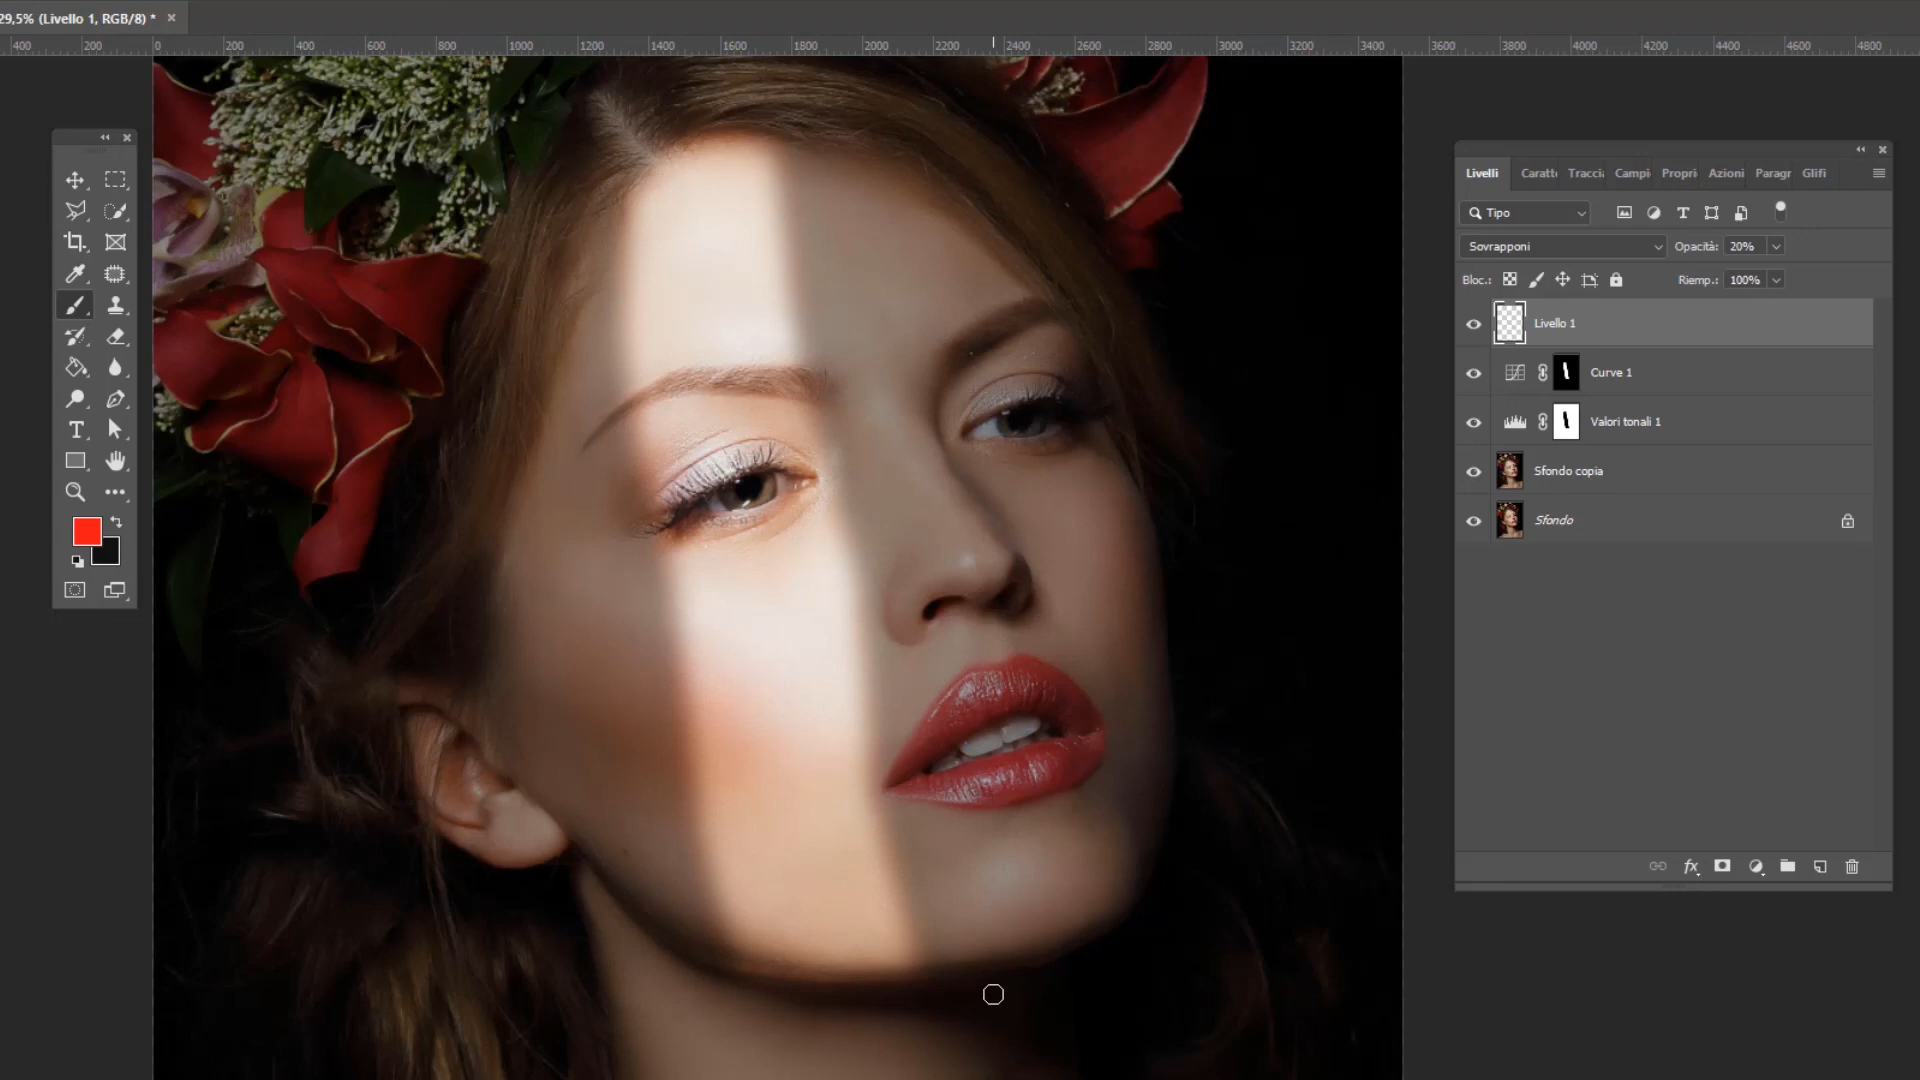 29,5% (Livello 1, RGB/8) *
400 200 0 200 400 600 800 1000 1200 1400 1600 1800 2000 2200 2400 2600 2800 3000 3200 3400 3600 3800 4000 4200 4400 4600 4800
Livelli Caratt Traccia Campi Propri Azioni Paragr Glifi
Tipo
Sovrapponi Opacità: 20%
Bloc.: Riemp.: 100%
Livello 1
Curve 1
Valori tonali 1
Sfondo copia
Sfondo